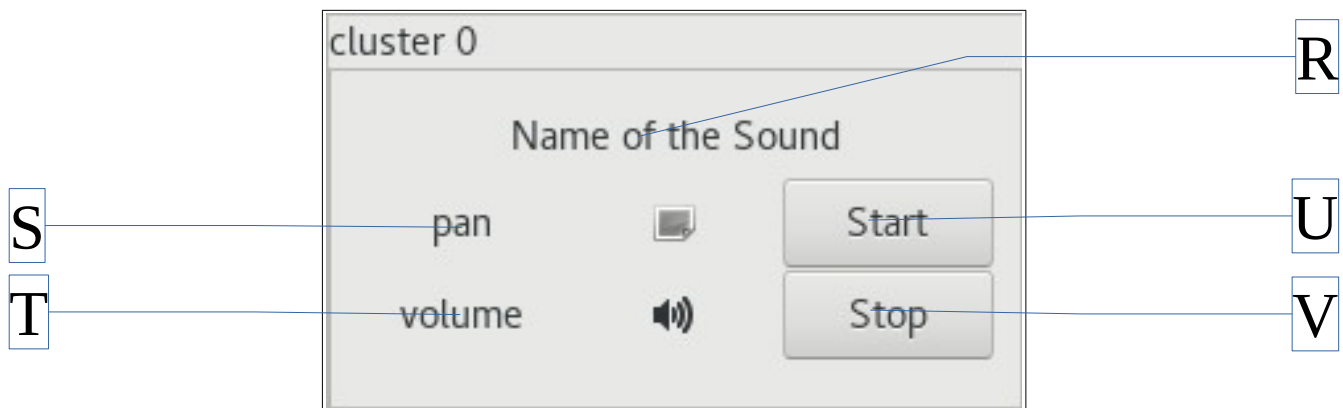 cluster 0
R
Name of the Sound
S pan Start U
T volume Stop V